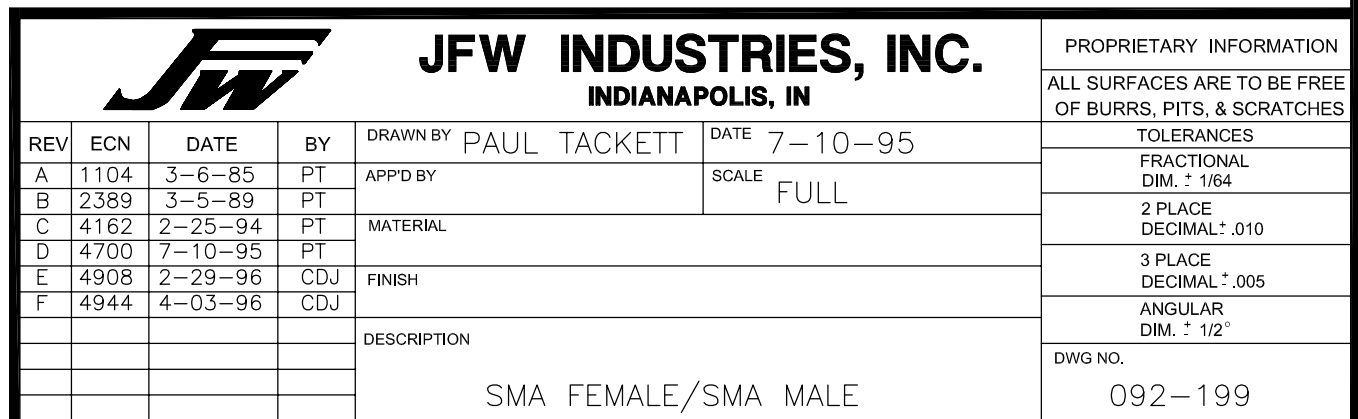 JFW
JFW INDUSTRIES, INC.
INDIANAPOLIS, IN
PROPRIETARY INFORMATION
ALL SURFACES ARE TO BE FREE
OF BURRS, PITS, & SCRATCHES
REV ECN DATE BY
A 1104 3-6-85 PT
B 2389 3-5-89 PT
C 4162 2-25-94 PT
D 4700 7-10-95 PT
E 4908 2-29-96 CDJ
F 4944 4-03-96 CDJ
DRAWN BY PAUL TACKETT
DATE 7-10-95
APP'D BY
SCALE FULL
MATERIAL
FINISH
DESCRIPTION
SMA FEMALE/SMA MALE
TOLERANCES
FRACTIONAL
DIM. ± 1/64
2 PLACE
DECIMAL ± .010
3 PLACE
DECIMAL ± .005
ANGULAR
DIM. ± 1/2°
DWG NO.
092-199